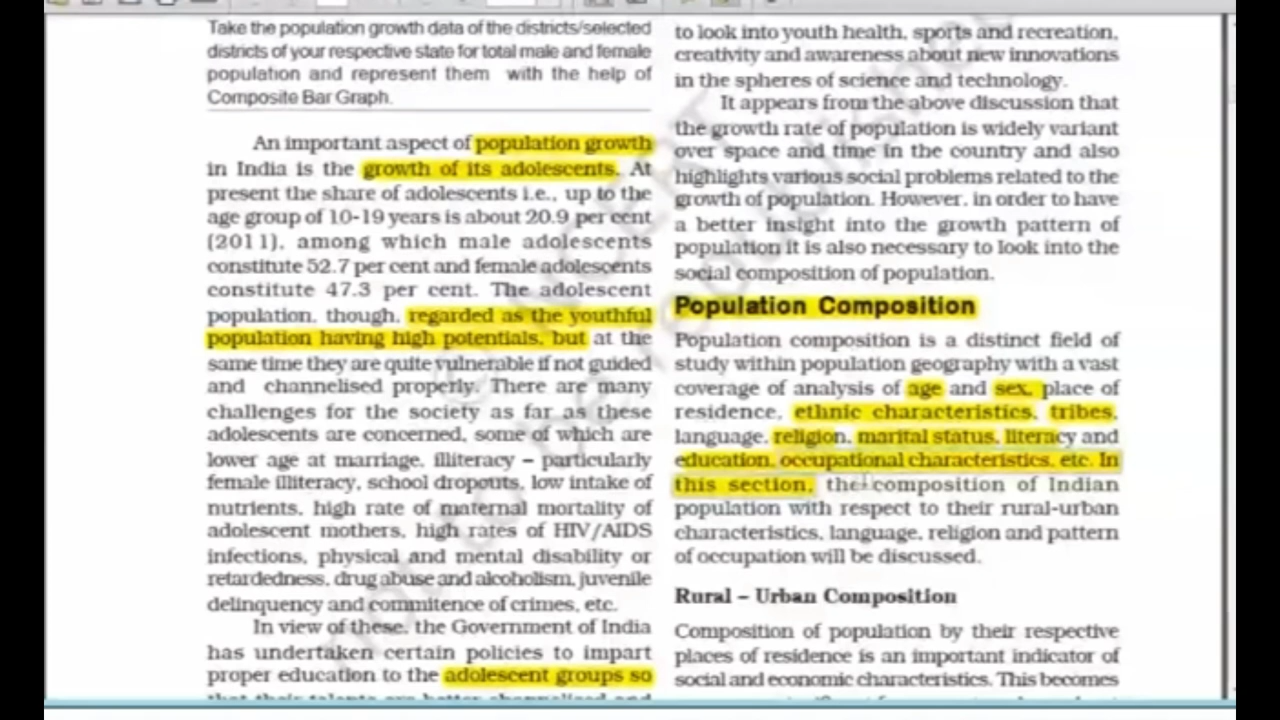 Take the population growth data of the districts/selected
districts of your respective state for total male and female
population and represent them with the help of
Composite Bar Graph.
An important aspect of population growth
in India is the growth of its adolescents. At
present the share of adolescents i.e., up to the
age group of 10-19 years is about 20.9 per cent
(2011), among which male adolescents
constitute 52.7 per cent and female adolescents
constitute 47.3 per cent. The adolescent
population, though, regarded as the youthful
population having high potentials, but at the
same time they are quite vulnerable if not guided
and channelised properly. There are many
challenges for the society as far as these
adolescents are concerned, some of which are
lower age at marriage, illiteracy – particularly
female illiteracy, school dropouts, low intake of
nutrients, high rate of maternal mortality of
adolescent mothers, high rates of HIV/AIDS
infections, physical and mental disability or
retardedness, drug abuse and alcoholism, juvenile
delinquency and commitence of crimes, etc.
In view of these, the Government of India
has undertaken certain policies to impart
proper education to the adolescent groups so
that their talents are better channelised and
to look into youth health, sports and recreation,
creativity and awareness about new innovations
in the spheres of science and technology.
It appears from the above discussion that
the growth rate of population is widely variant
over space and time in the country and also
highlights various social problems related to the
growth of population. However, in order to have
a better insight into the growth pattern of
population it is also necessary to look into the
social composition of population.
Population Composition
Population composition is a distinct field of
study within population geography with a vast
coverage of analysis of age and sex, place of
residence, ethnic characteristics, tribes,
language, religion, marital status, literacy and
education, occupational characteristics, etc. In
this section, the composition of Indian
population with respect to their rural-urban
characteristics, language, religion and pattern
of occupation will be discussed.
Rural – Urban Composition
Composition of population by their respective
places of residence is an important indicator of
social and economic characteristics. This becomes